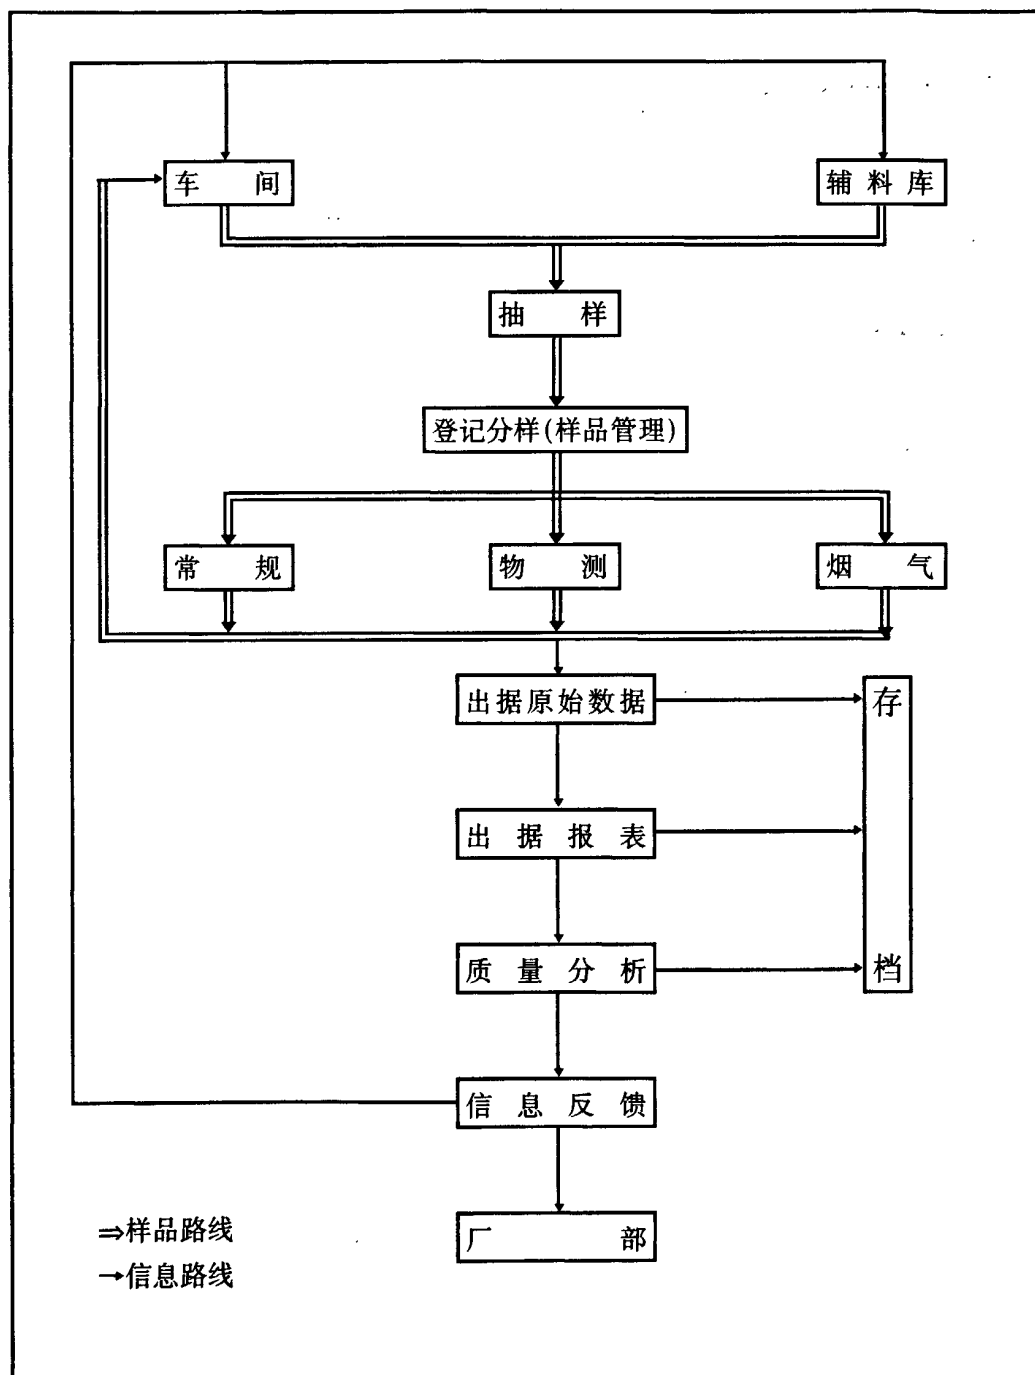 车间
辅料库
抽样
登记分样(样品管理)
常规
物测
烟气
出据原始数据
存档
出据报表
质量分析
信息反馈
厂部
⇒样品路线
→信息路线